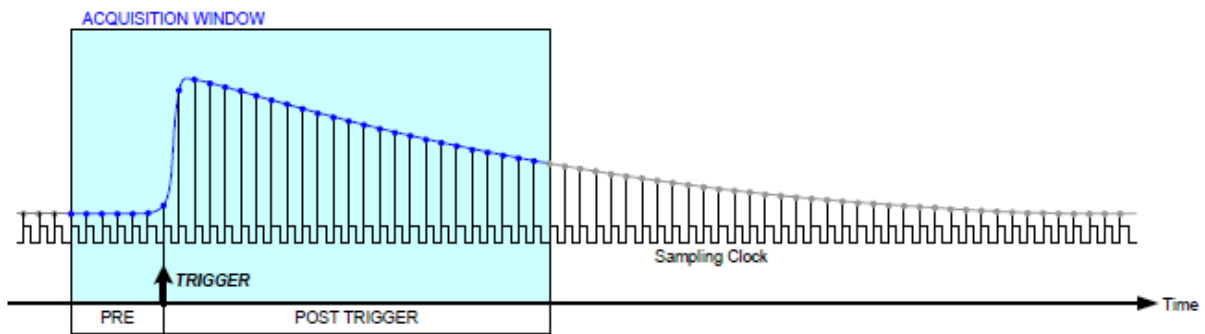 ACQUISITION WINDOW
Sampling Clock
TRIGGER
Time
PRE
POST TRIGGER